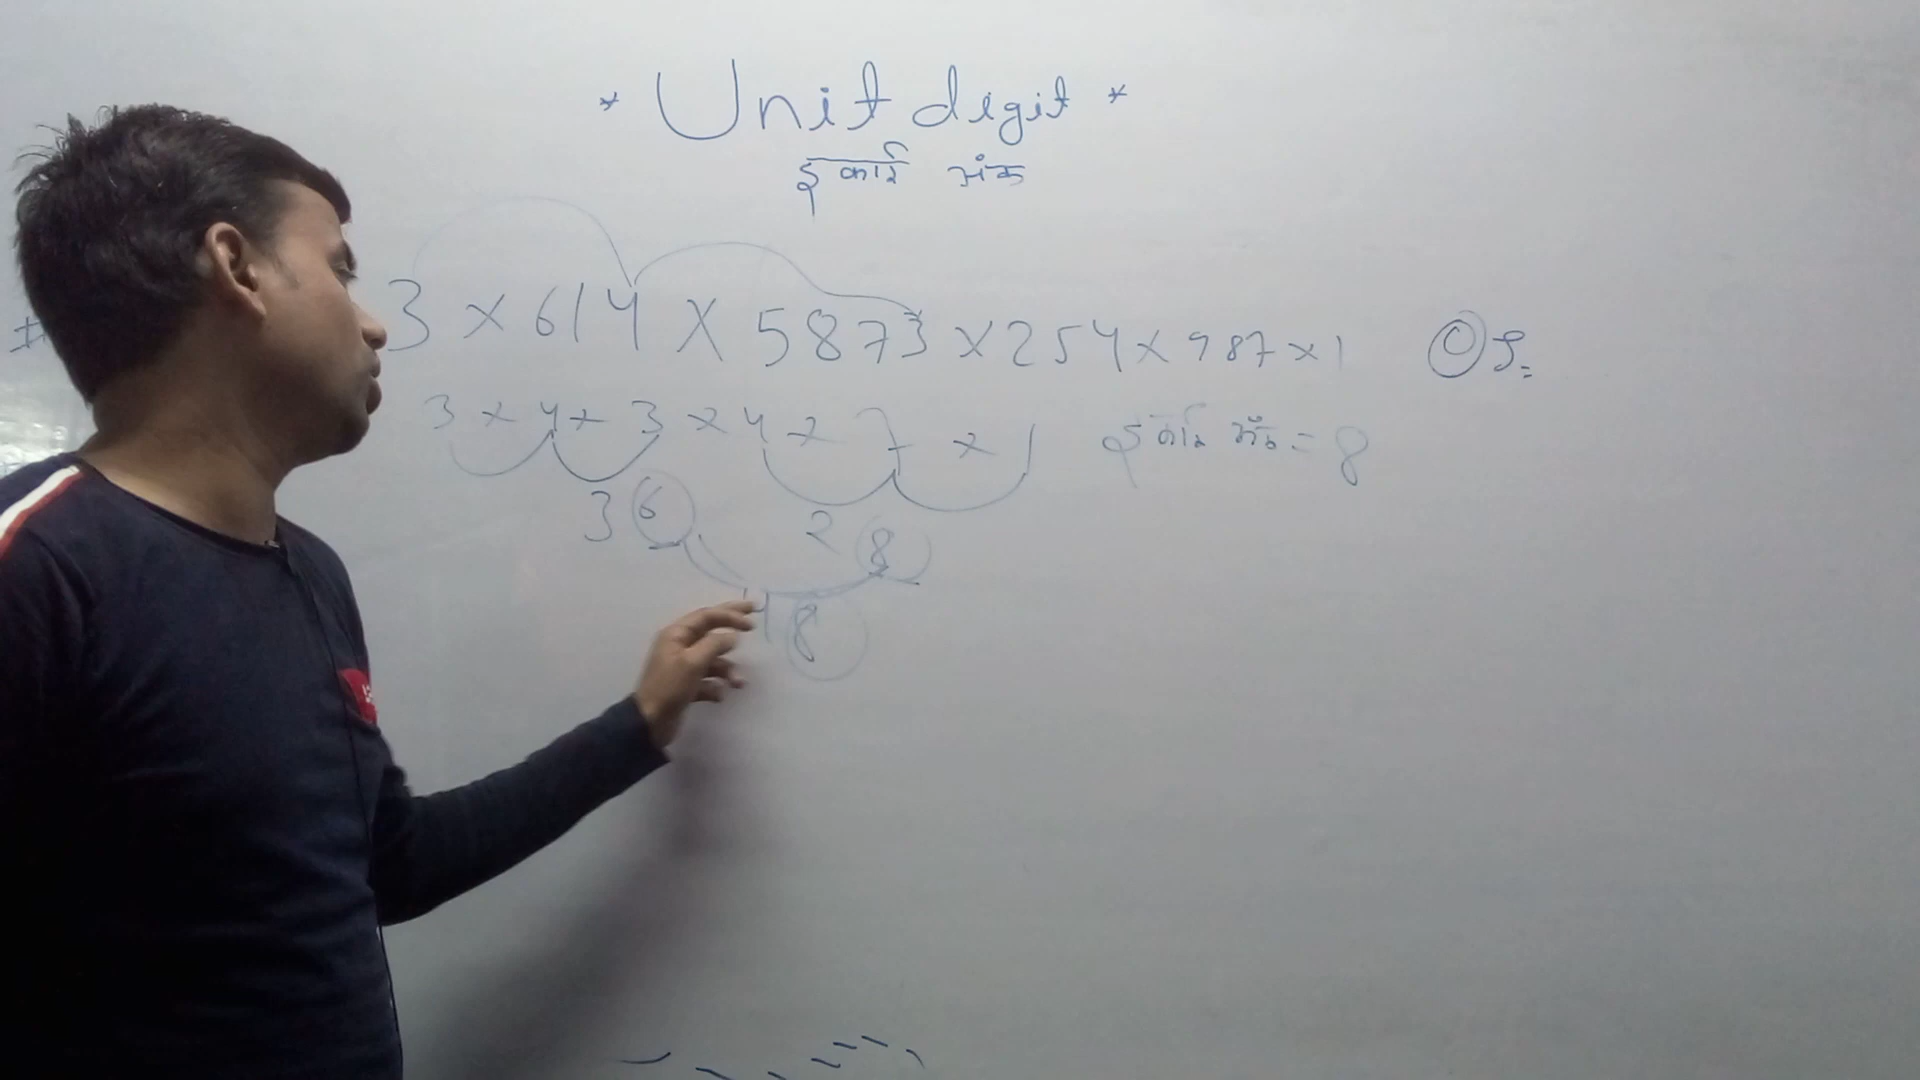 * Unit digit *
इकाई अंक
3 × 614 × 5873 × 254 × 987 × 1
3 × 4 × 3 × 4 × 7 × 1 इकाई अंक = 8
36 28
48